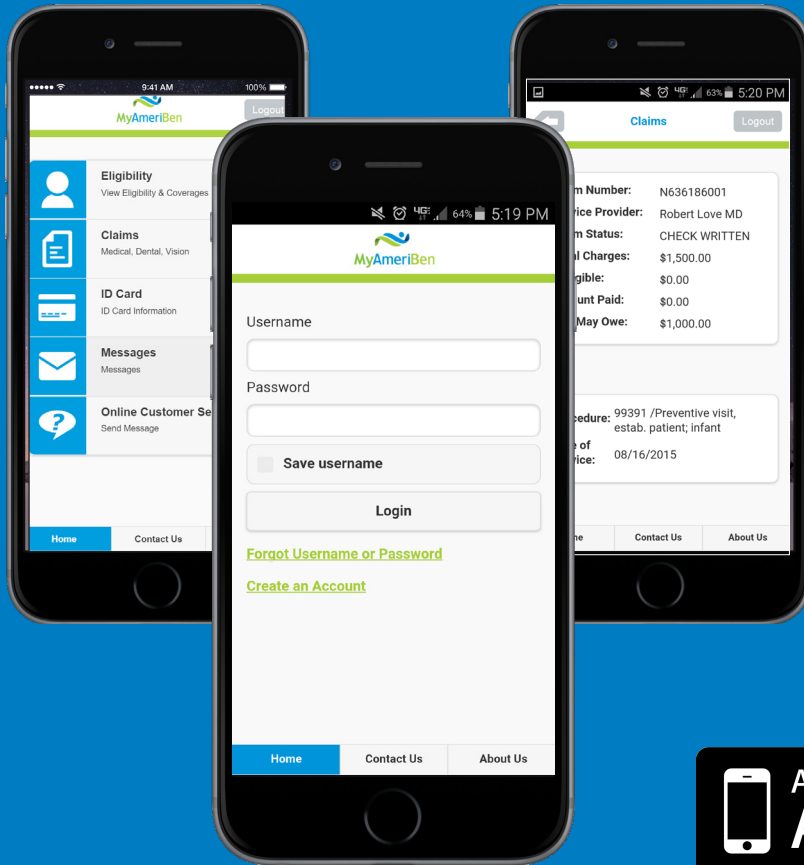 9:41 AM
100%
MyAmeriBen
Logout
Eligibility
View Eligibility & Coverages
Claims
Medical, Dental, Vision
ID Card
ID Card Information
Messages
Messages
Online Customer Se
Send Message
Home
Contact Us
4G
64%
5:19 PM
MyAmeriBen
Username
Password
Save username
Login
Forgot Username or Password
Create an Account
Home
Contact Us
About Us
4G
63%
5:20 PM
Claims
Logout
m Number: N636186001
ice Provider: Robert Love MD
m Status: CHECK WRITTEN
l Charges: $1,500.00
gible: $0.00
unt Paid: $0.00
May Owe: $1,000.00
cedure: 99391 /Preventive visit,
estab. patient; infant
e of
ice: 08/16/2015
Contact Us
About Us